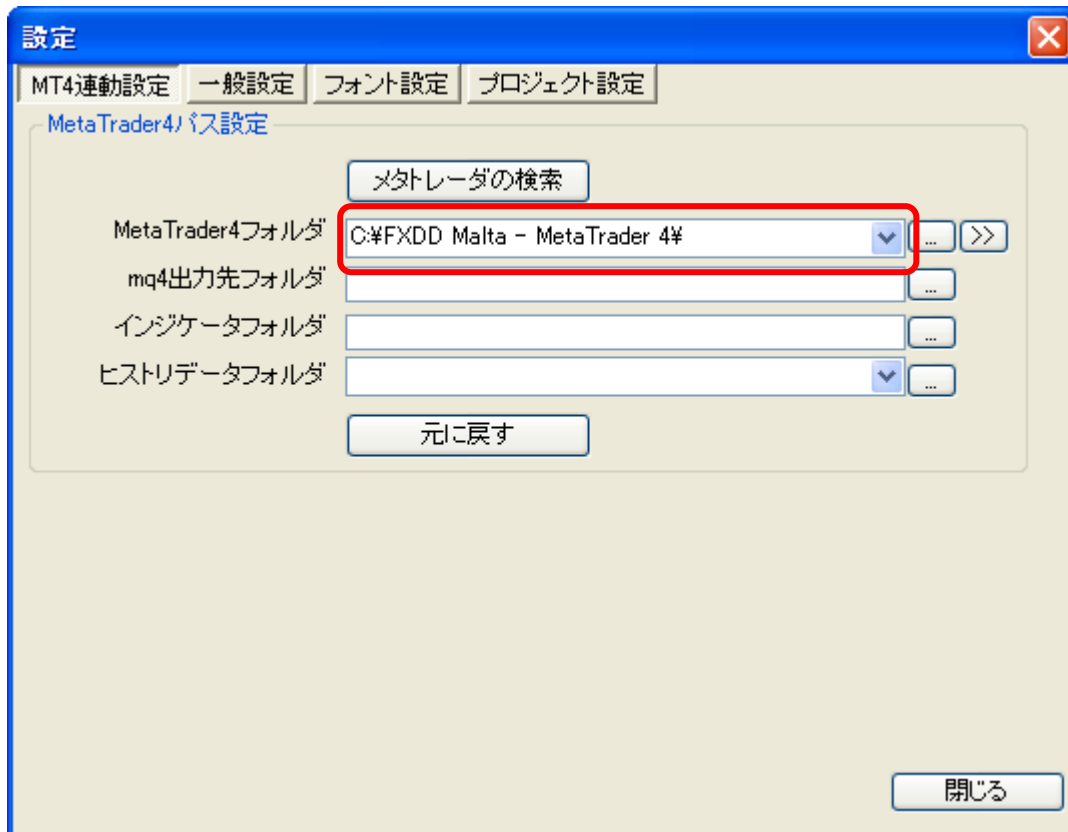 設定
MT4連動設定 一般設定 フォント設定 プロジェクト設定
MetaTrader4パス設定
メタトレーダの検索
MetaTrader4フォルダ C:¥FXDD Malta - MetaTrader 4¥ ... >>
mq4出力先フォルダ ...
インジケータフォルダ ...
ヒストリデータフォルダ ...
元に戻す
閉じる